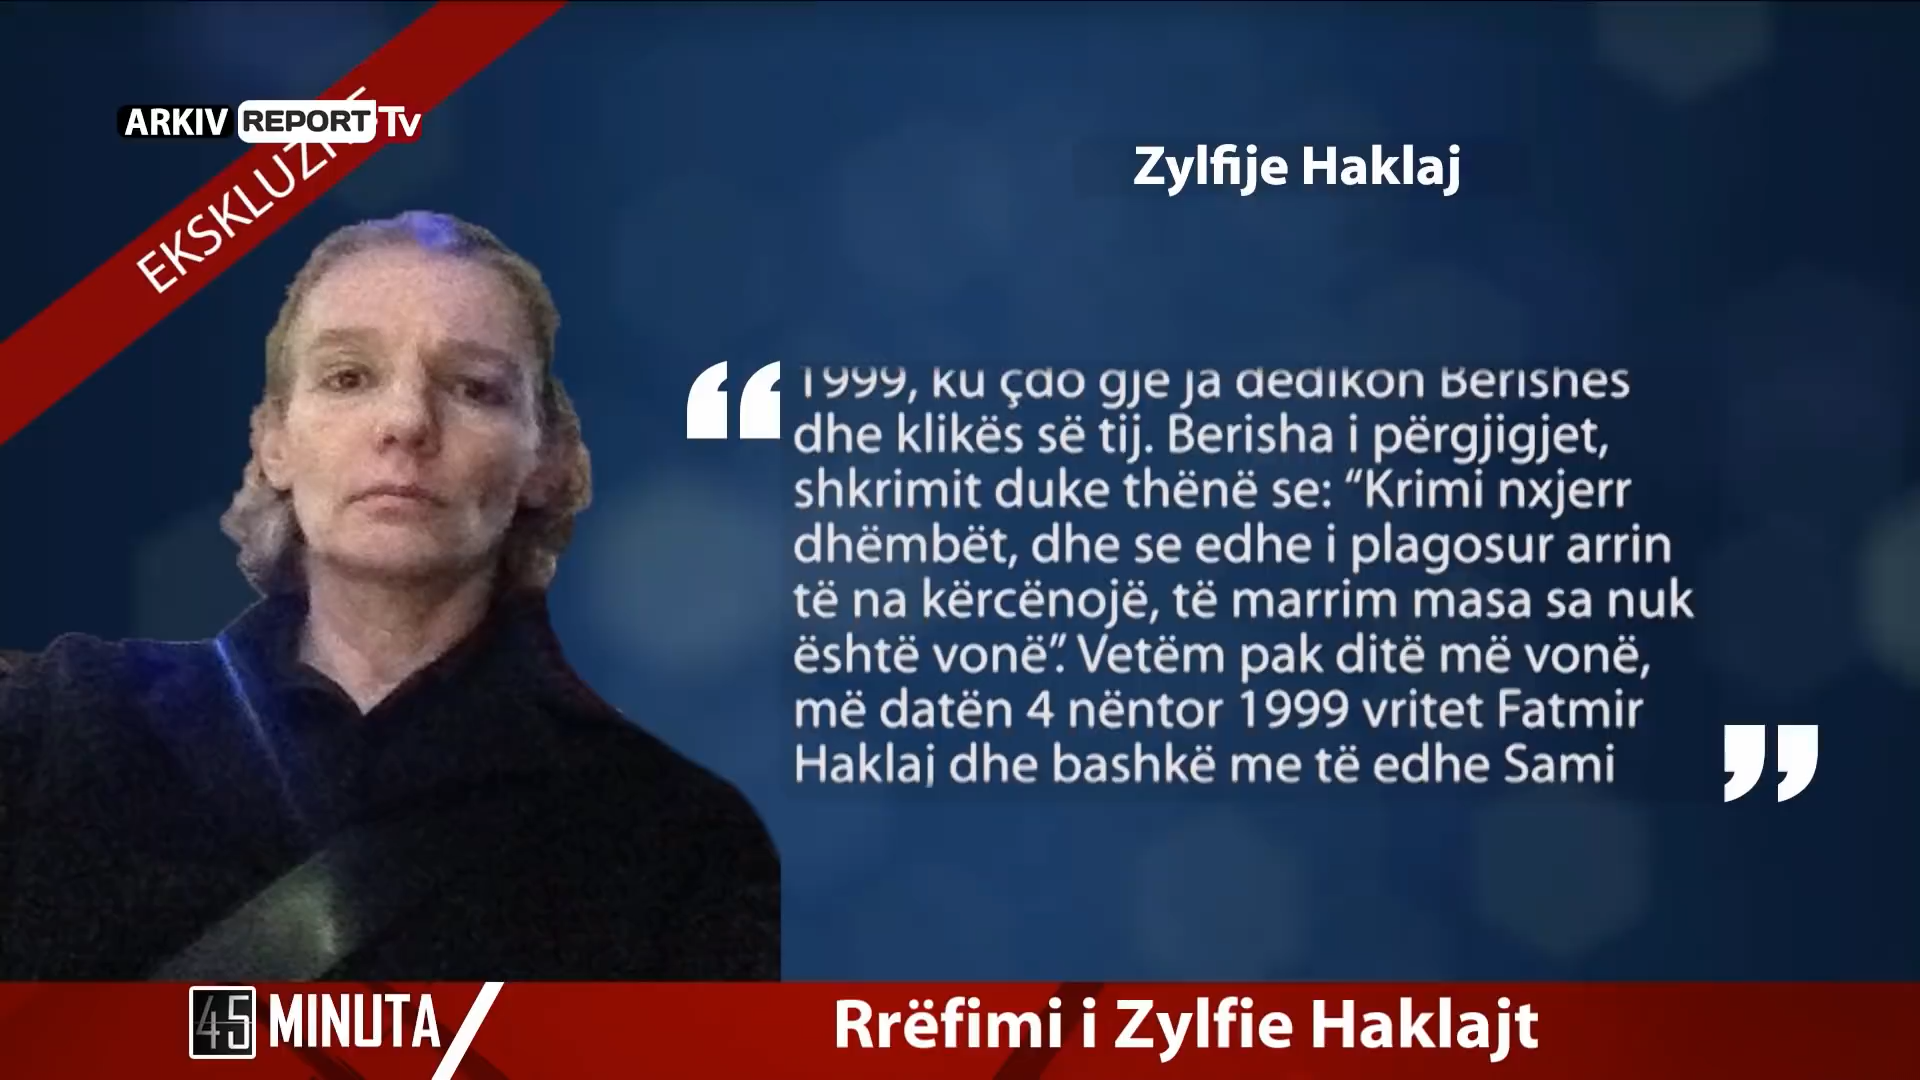 ARKIV REPORT Tv
EKSKLUZIVE
Zylfije Haklaj
“
1999, ku çdo gjë ja dedikon Berishës
dhe klikës së tij. Berisha i përgjigjet,
shkrimit duke thënë se: “Krimi nxjerr
dhëmbët, dhe se edhe i plagosur arrin
të na kërcënojë, të marrim masa sa nuk
është vonë”. Vetëm pak ditë më vonë,
më datën 4 nëntor 1999 vritet Fatmir
Haklaj dhe bashkë me të edhe Sami
”
45 MINUTA
Rrëfimi i Zylfie Haklajt